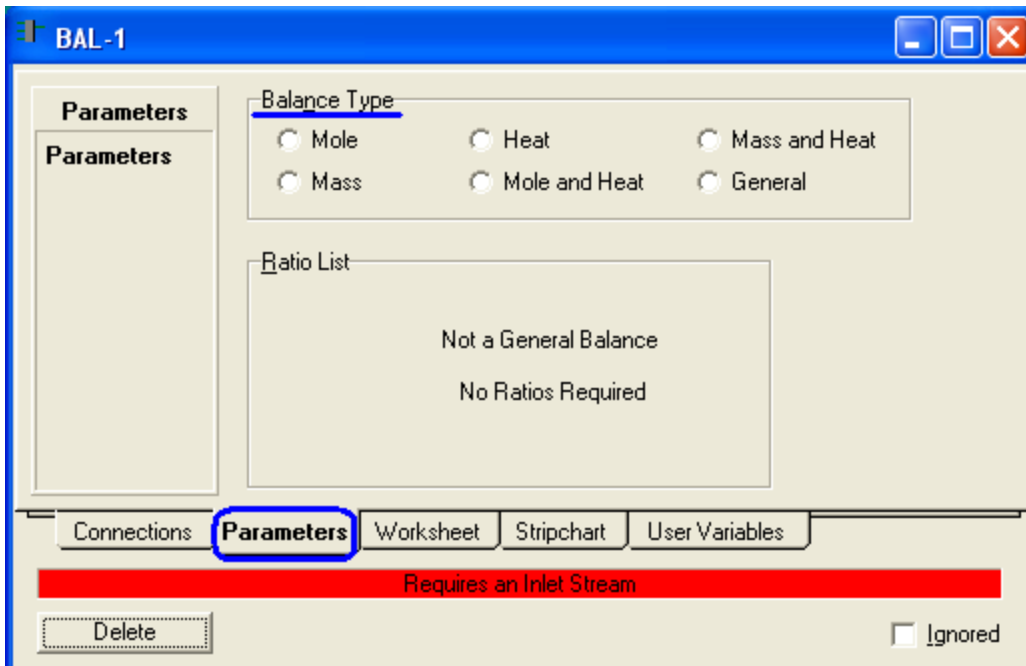 BAL-1
Parameters
Parameters
Balance Type
Mole
Heat
Mass and Heat
Mass
Mole and Heat
General
Ratio List
Not a General Balance
No Ratios Required
Connections
Parameters
Worksheet
Stripchart
User Variables
Requires an Inlet Stream
Delete
Ignored